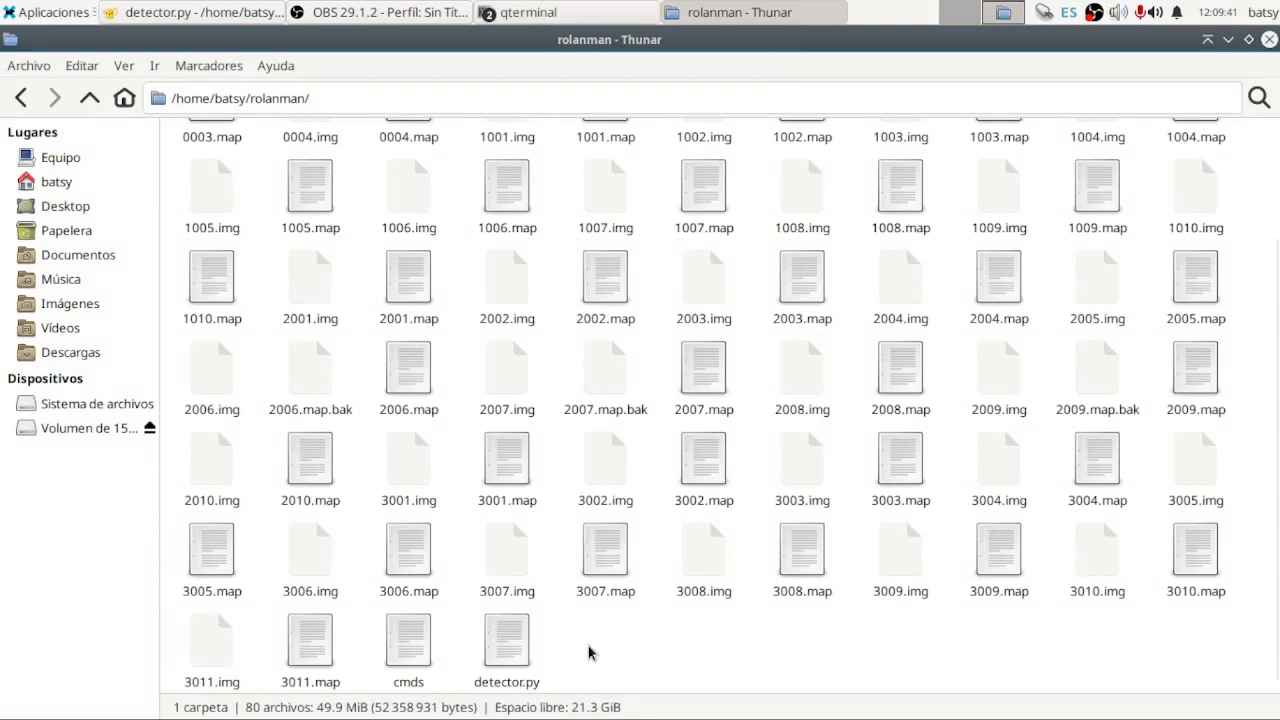 Aplicaciones
detector.py - /home/batsy...
OBS 29.1.2 - Perfil: Sin Tít...
2
qterminal
rolanman - Thunar
ES
12:09:41
batsy
rolanman - Thunar
Archivo Editar Ver Ir Marcadores Ayuda
/home/batsy/rolanman/
Lugares
Equipo
batsy
Desktop
Papelera
Documentos
Música
Imágenes
Vídeos
Descargas
Dispositivos
Sistema de archivos
Volumen de 15...
0003.map 0004.img 0004.map 1001.img 1001.map 1002.img 1002.map 1003.img 1003.map 1004.img 1004.map
1005.img 1005.map 1006.img 1006.map 1007.img 1007.map 1008.img 1008.map 1009.img 1009.map 1010.img
1010.map 2001.img 2001.map 2002.img 2002.map 2003.img 2003.map 2004.img 2004.map 2005.img 2005.map
2006.img 2006.map.bak 2006.map 2007.img 2007.map.bak 2007.map 2008.img 2008.map 2009.img 2009.map.bak 2009.map
2010.img 2010.map 3001.img 3001.map 3002.img 3002.map 3003.img 3003.map 3004.img 3004.map 3005.img
3005.map 3006.img 3006.map 3007.img 3007.map 3008.img 3008.map 3009.img 3009.map 3010.img 3010.map
3011.img 3011.map cmds detector.py
1 carpeta | 80 archivos: 49.9 MiB (52 358 931 bytes) | Espacio libre: 21.3 GiB